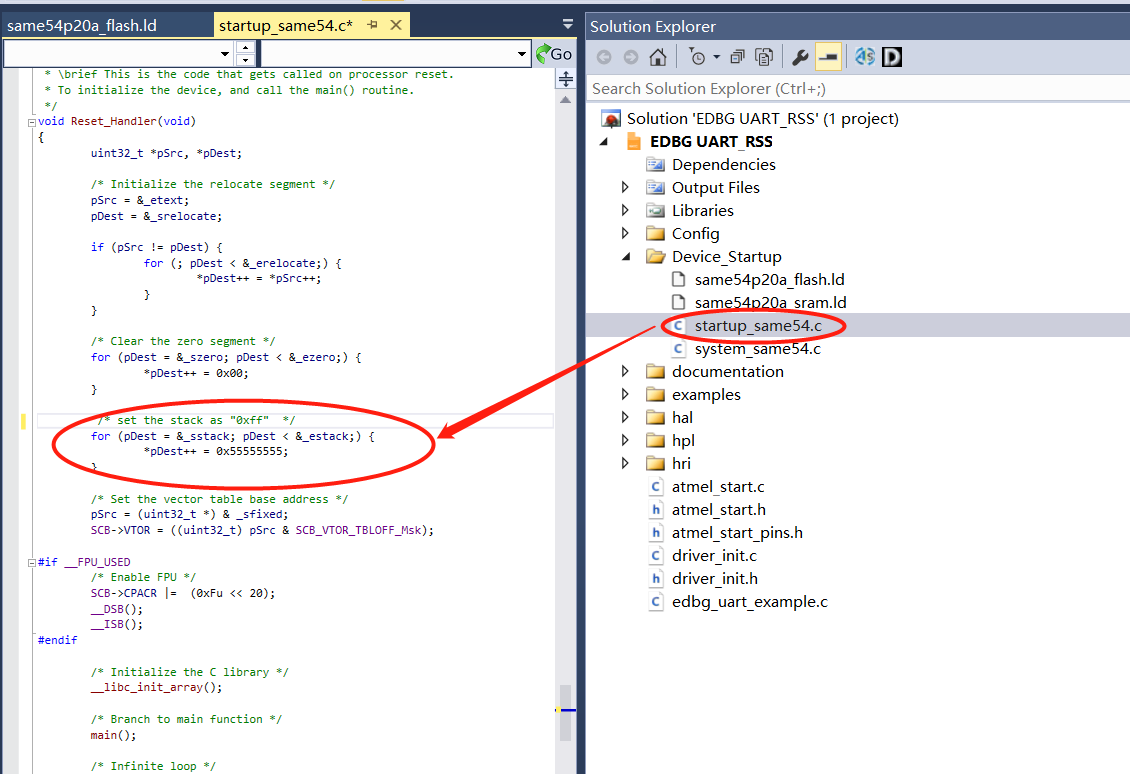 same54p20a_flash.ld
startup_same54.c*
Go
* \brief This is the code that gets called on processor reset.
* To initialize the device, and call the main() routine.
*/
void Reset_Handler(void)
{
uint32_t *pSrc, *pDest;
/* Initialize the relocate segment */
pSrc = &_etext;
pDest = &_srelocate;
if (pSrc != pDest) {
for (; pDest < &_erelocate;) {
*pDest++ = *pSrc++;
}
}
/* Clear the zero segment */
for (pDest = &_szero; pDest < &_ezero;) {
*pDest++ = 0x00;
}
/* set the stack as "0xff"  */
for (pDest = &_sstack; pDest < &_estack;) {
*pDest++ = 0x55555555;
}
/* Set the vector table base address */
pSrc = (uint32_t *) & _sfixed;
SCB->VTOR = ((uint32_t) pSrc & SCB_VTOR_TBLOFF_Msk);
#if __FPU_USED
/* Enable FPU */
SCB->CPACR |=  (0xFu << 20);
__DSB();
__ISB();
#endif
/* Initialize the C library */
__libc_init_array();
/* Branch to main function */
main();
/* Infinite loop */
Solution Explorer
Search Solution Explorer (Ctrl+;)
Solution 'EDBG UART_RSS' (1 project)
EDBG UART_RSS
Dependencies
Output Files
Libraries
Config
Device_Startup
same54p20a_flash.ld
same54p20a_sram.ld
startup_same54.c
system_same54.c
documentation
examples
hal
hpl
hri
atmel_start.c
atmel_start.h
atmel_start_pins.h
driver_init.c
driver_init.h
edbg_uart_example.c